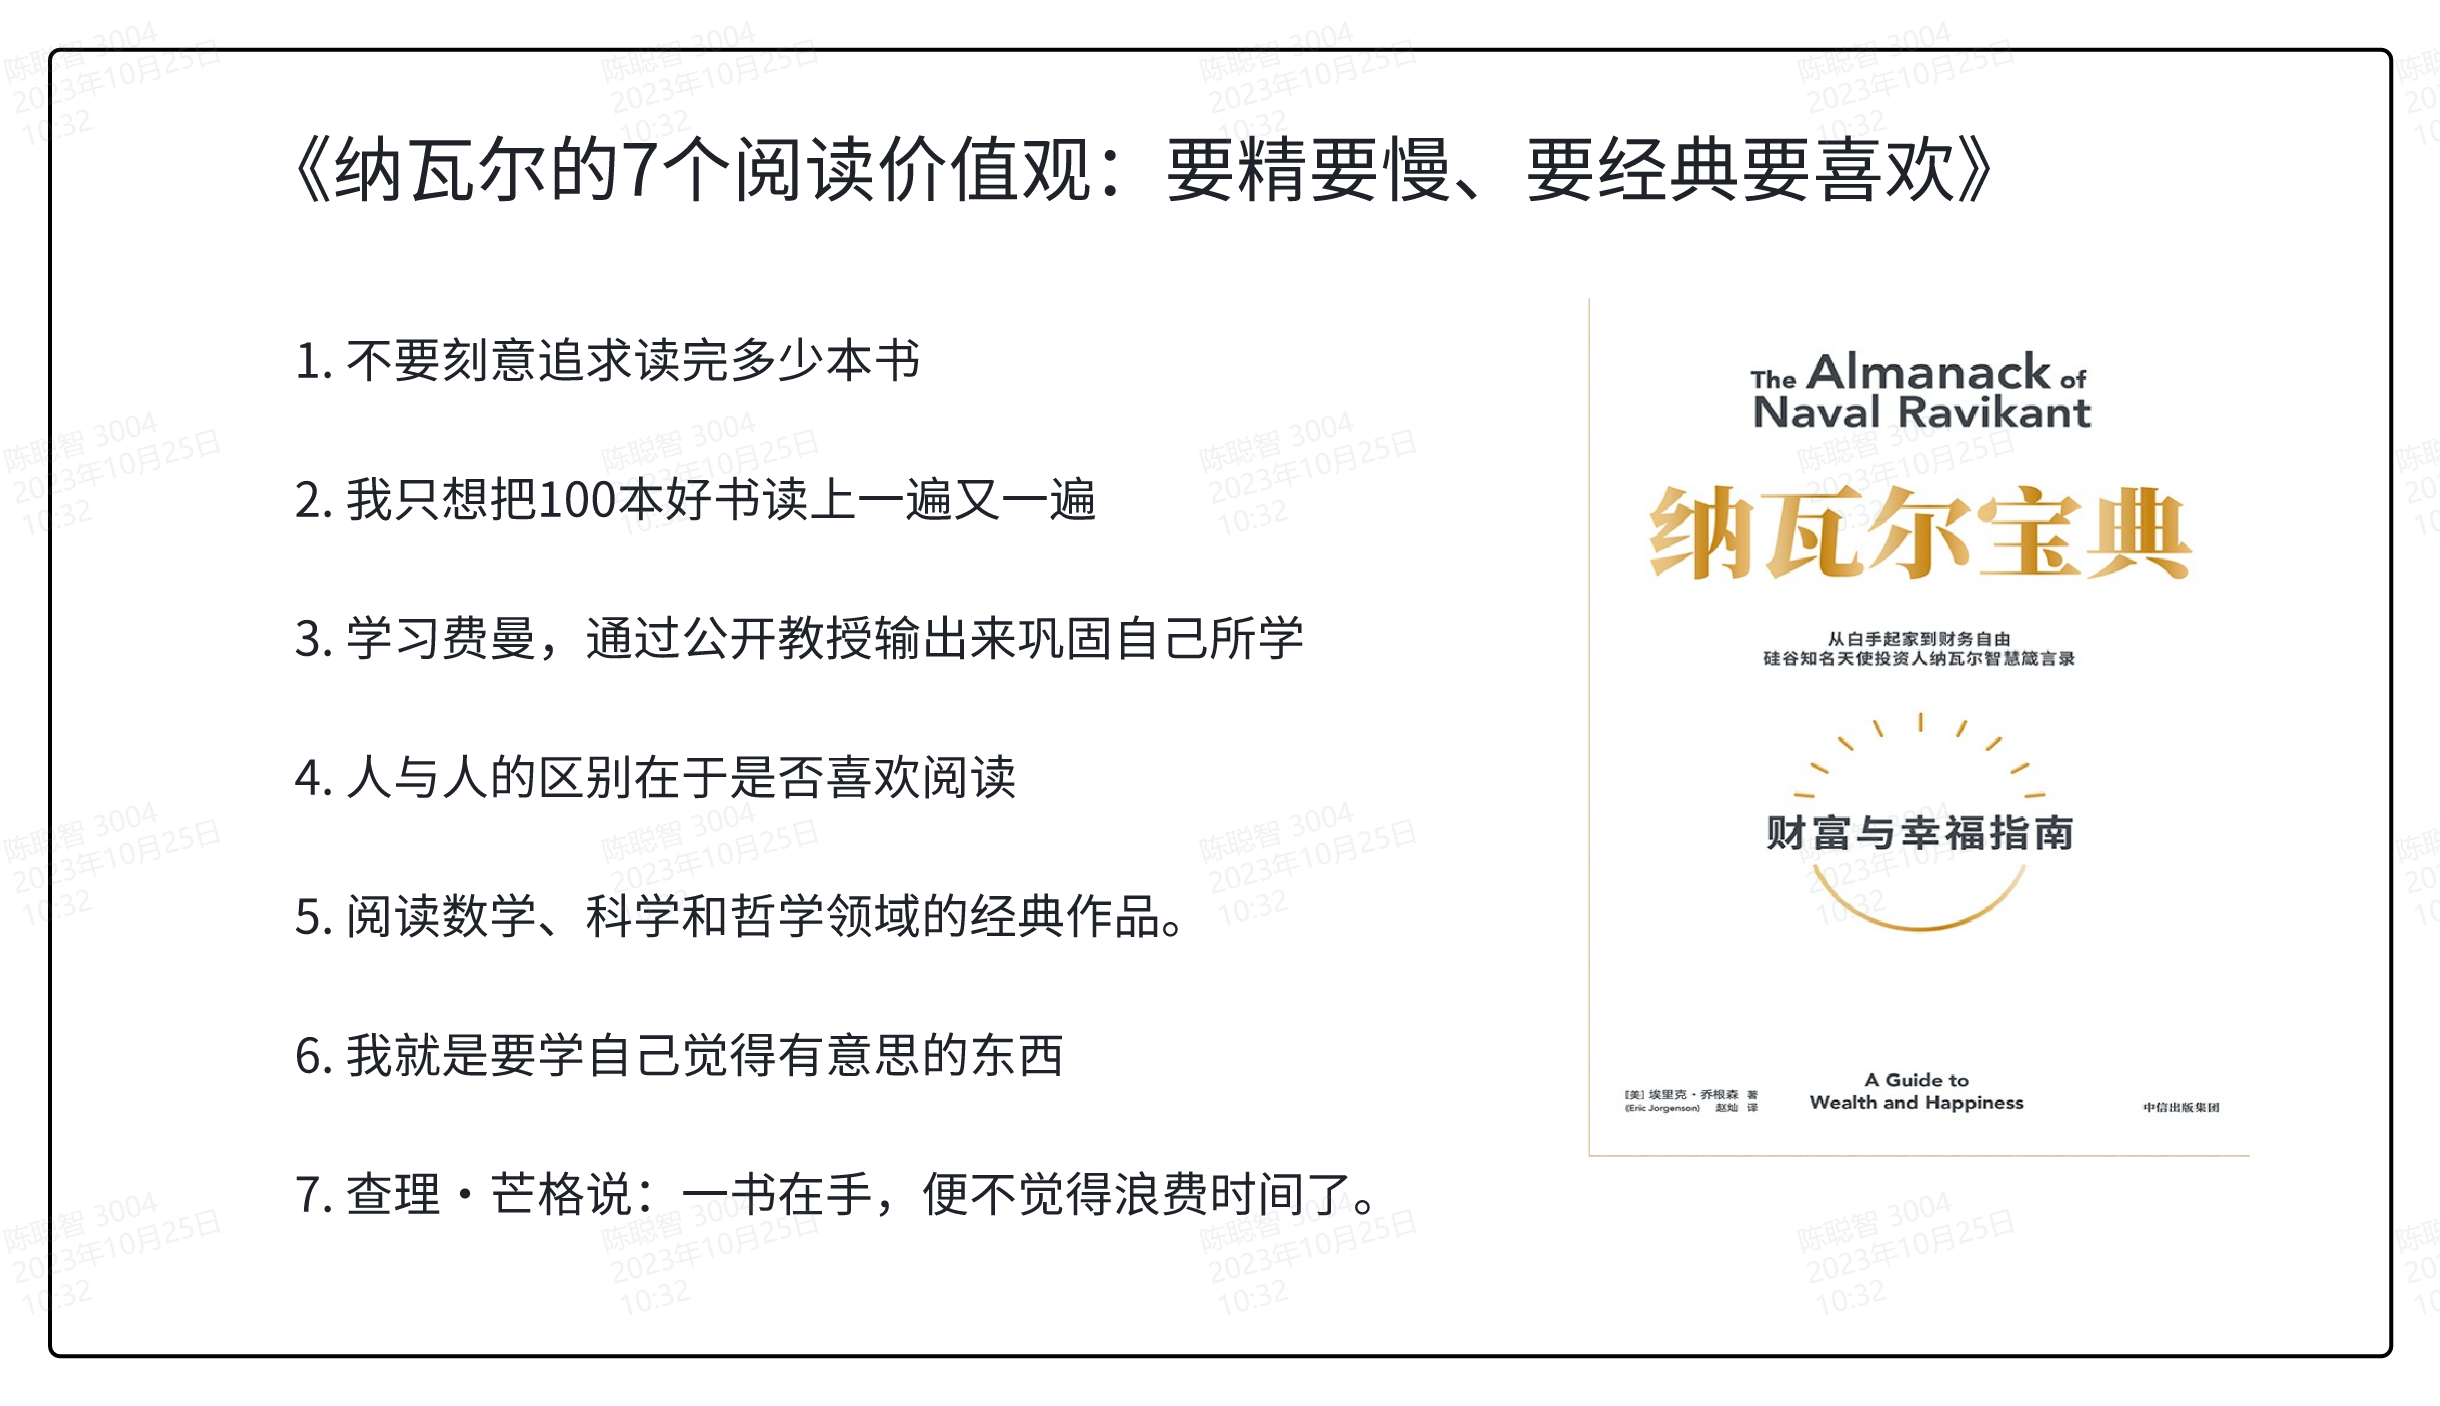 《纳瓦尔的7个阅读价值观：要精要慢、要经典要喜欢》
1. 不要刻意追求读完多少本书
2. 我只想把100本好书读上一遍又一遍
3. 学习费曼，通过公开教授输出来巩固自己所学
4. 人与人的区别在于是否喜欢阅读
5. 阅读数学、科学和哲学领域的经典作品。
6. 我就是要学自己觉得有意思的东西
7. 查理・芒格说：一书在手，便不觉得浪费时间了。
The Almanack of
Naval Ravikant
纳瓦尔宝典
从白手起家到财务自由
硅谷知名天使投资人纳瓦尔智慧箴言录
财富与幸福指南
[美] 埃里克・乔根森 著
(Eric Jorgenson) 赵灿 译
A Guide to
Wealth and Happiness
中信出版集团
陈聪智 3004
2023年10月25日
10:32